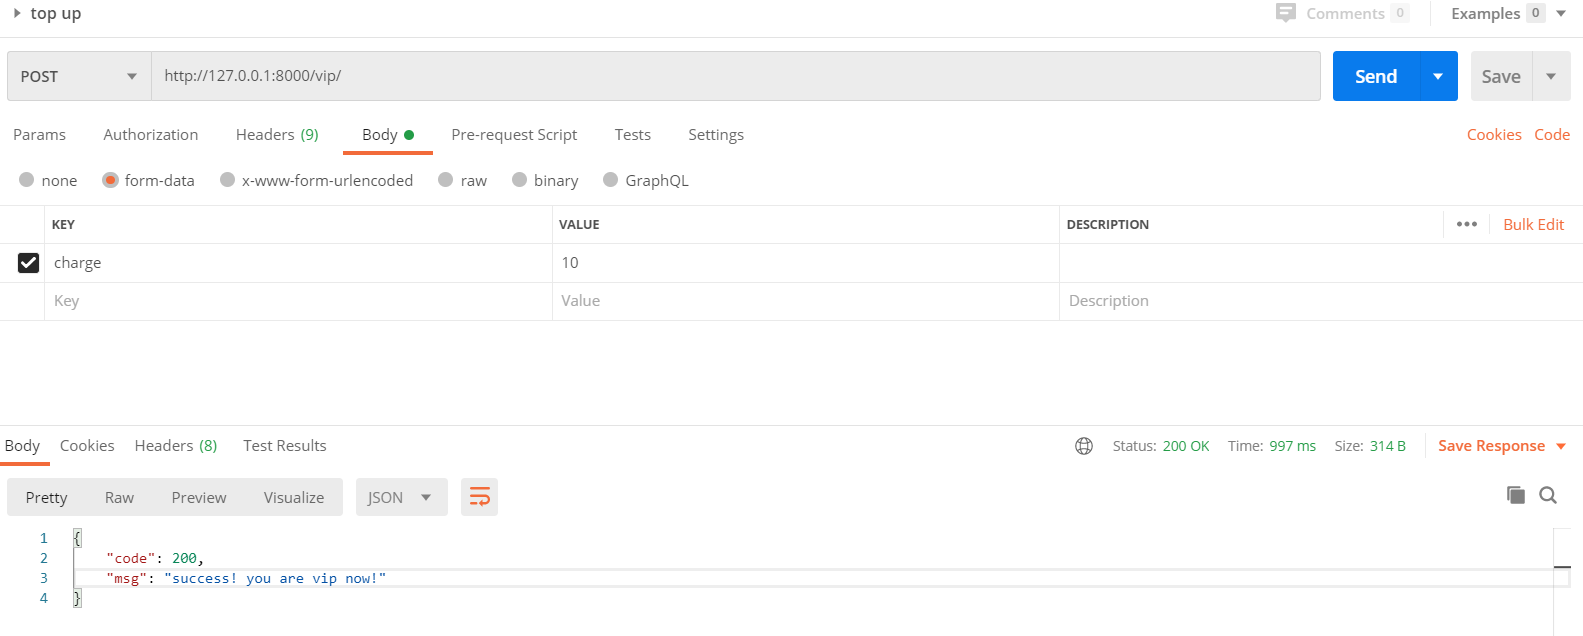 top up
Comments 0 Examples 0
POST http://127.0.0.1:8000/vip/ Send Save
Params Authorization Headers (9) Body Pre-request Script Tests Settings Cookies Code
none form-data x-www-form-urlencoded raw binary GraphQL
KEY VALUE DESCRIPTION ••• Bulk Edit
charge 10
Key Value Description
Body Cookies Headers (8) Test Results Status: 200 OK Time: 997 ms Size: 314 B Save Response
Pretty Raw Preview Visualize JSON
1 {
2 "code": 200,
3 "msg": "success! you are vip now!"
4 }